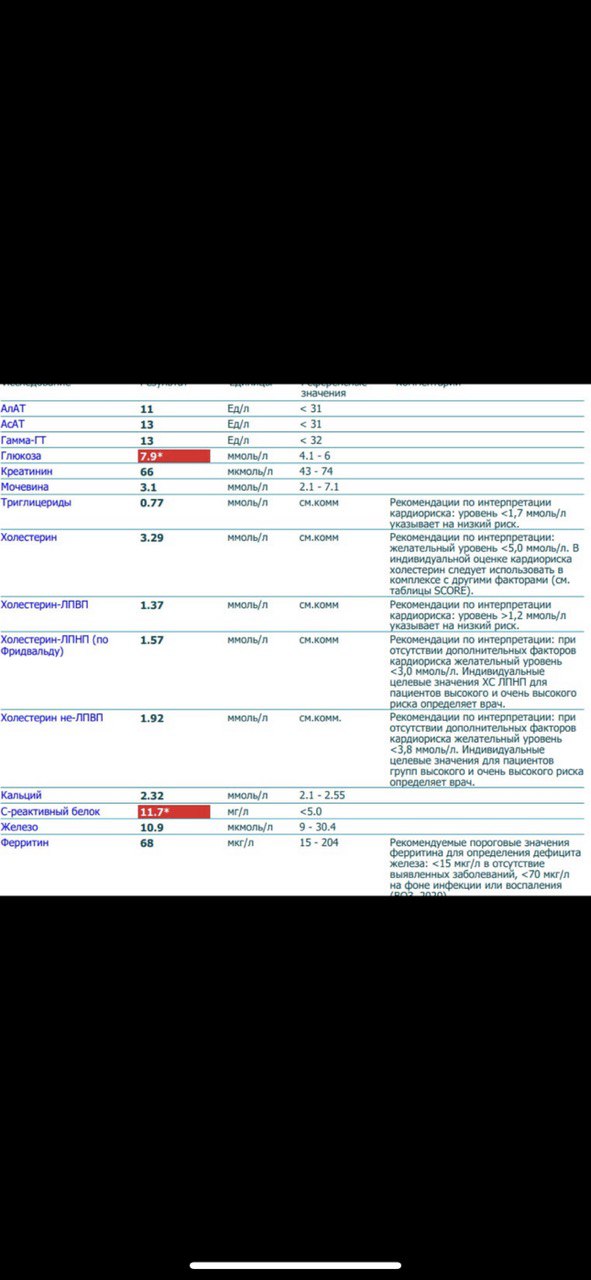 значения
АлАТ 11 Ед/л < 31
АсАТ 13 Ед/л < 31
Гамма-ГТ 13 Ед/л < 32
Глюкоза 7.9* ммоль/л 4.1 - 6
Креатинин 66 мкмоль/л 43 - 74
Мочевина 3.1 ммоль/л 2.1 - 7.1
Триглицериды 0.77 ммоль/л см.комм Рекомендации по интерпретации
кардиориска: уровень <1,7 ммоль/л
указывает на низкий риск.
Холестерин 3.29 ммоль/л см.комм Рекомендации по интерпретации:
желательный уровень <5,0 ммоль/л. В
индивидуальной оценке кардиориска
холестерин следует использовать в
комплексе с другими факторами (см.
таблицы SCORE).
Холестерин-ЛПВП 1.37 ммоль/л см.комм Рекомендации по интерпретации
кардиориска: уровень >1,2 ммоль/л
указывает на низкий риск.
Холестерин-ЛПНП (по 1.57 ммоль/л см.комм Рекомендации по интерпретации: при
Фридвальду) отсутствии дополнительных факторов
кардиориска желательный уровень
<3,0 ммоль/л. Индивидуальные
целевые значения ХС ЛПНП для
пациентов высокого и очень высокого
риска определяет врач.
Холестерин не-ЛПВП 1.92 ммоль/л см.комм. Рекомендации по интерпретации: при
отсутствии дополнительных факторов
кардиориска желательный уровень
<3,8 ммоль/л. Индивидуальные
целевые значения для пациентов
групп высокого и очень высокого риска
определяет врач.
Кальций 2.32 ммоль/л 2.1 - 2.55
С-реактивный белок 11.7* мг/л <5.0
Железо 10.9 мкмоль/л 9 - 30.4
Ферритин 68 мкг/л 15 - 204 Рекомендуемые пороговые значения
ферритина для определения дефицита
железа: <15 мкг/л в отсутствие
выявленных заболеваний, <70 мкг/л
на фоне инфекции или воспаления